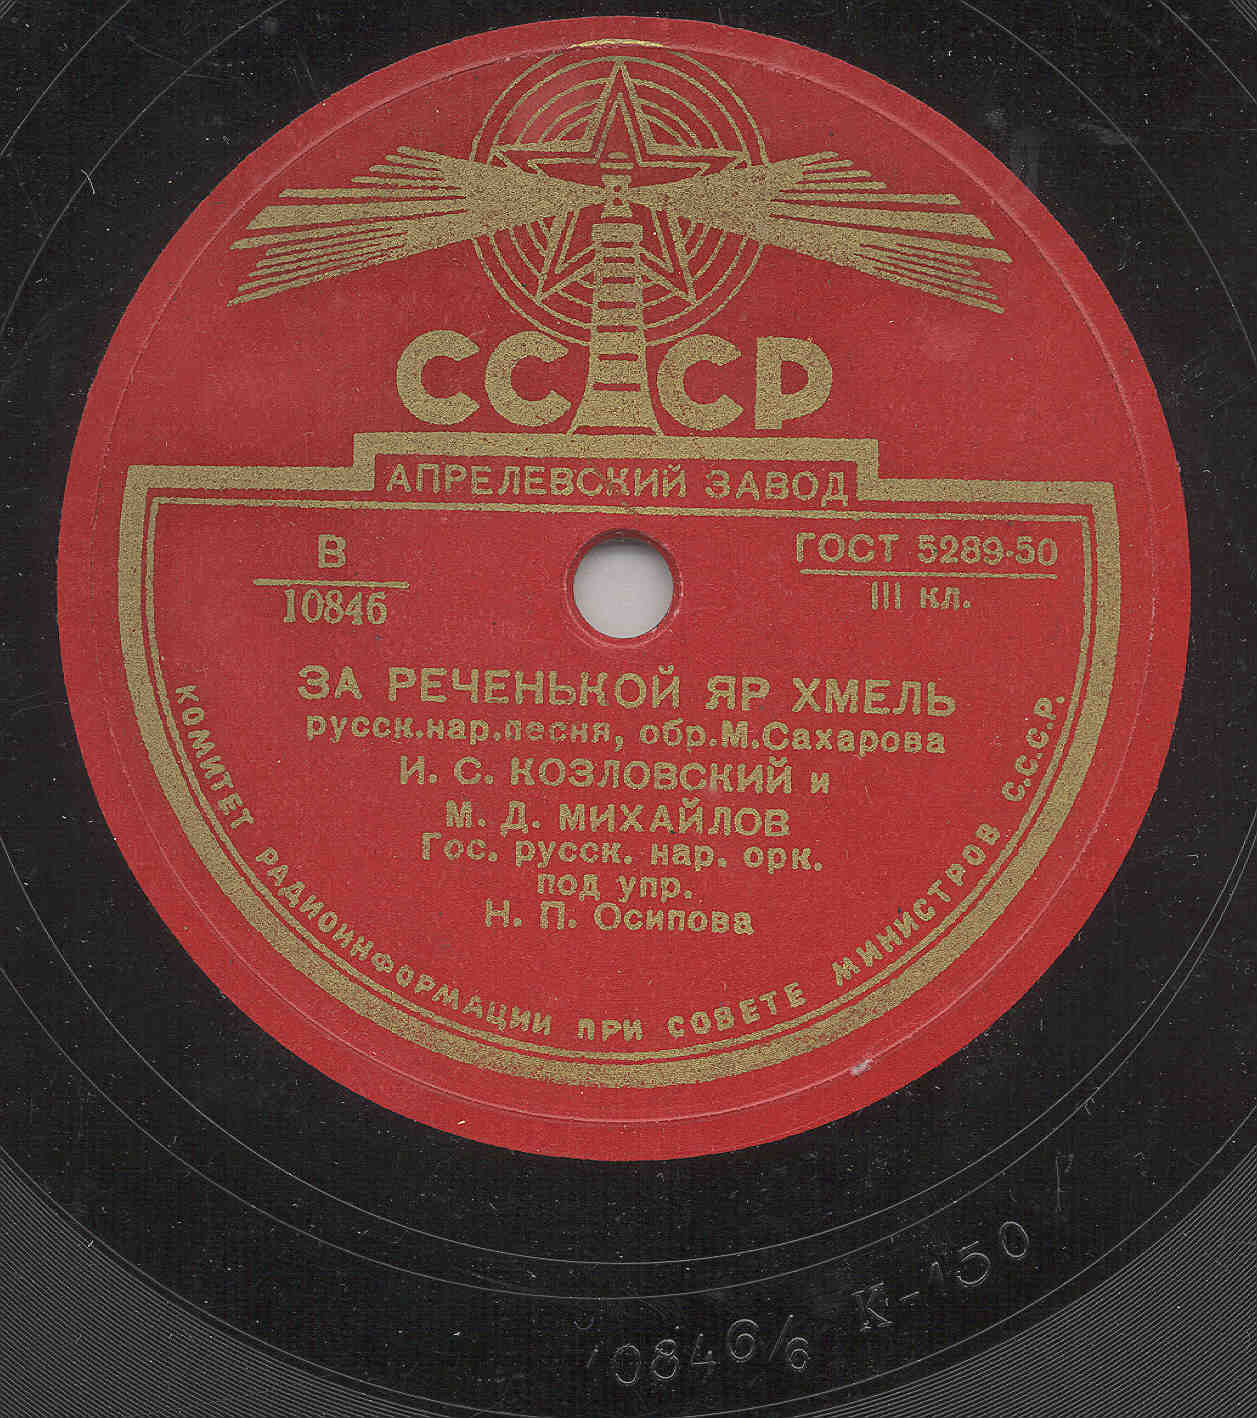 СССР
АПРЕЛЕВСКИЙ ЗАВОД
В
10846
ГОСТ 5289-50
III кл.
ЗА РЕЧЕНЬКОЙ ЯР ХМЕЛЬ
русск.нар.песня, обр.М.Сахарова
И. С. КОЗЛОВСКИЙ и
М. Д. МИХАЙЛОВ
Гос. русск. нар. орк.
под упр.
Н. П. Осипова
КОМИТЕТ РАДИОИНФОРМАЦИИ ПРИ СОВЕТЕ МИНИСТРОВ С.С.С.Р.
10846/6 К-150